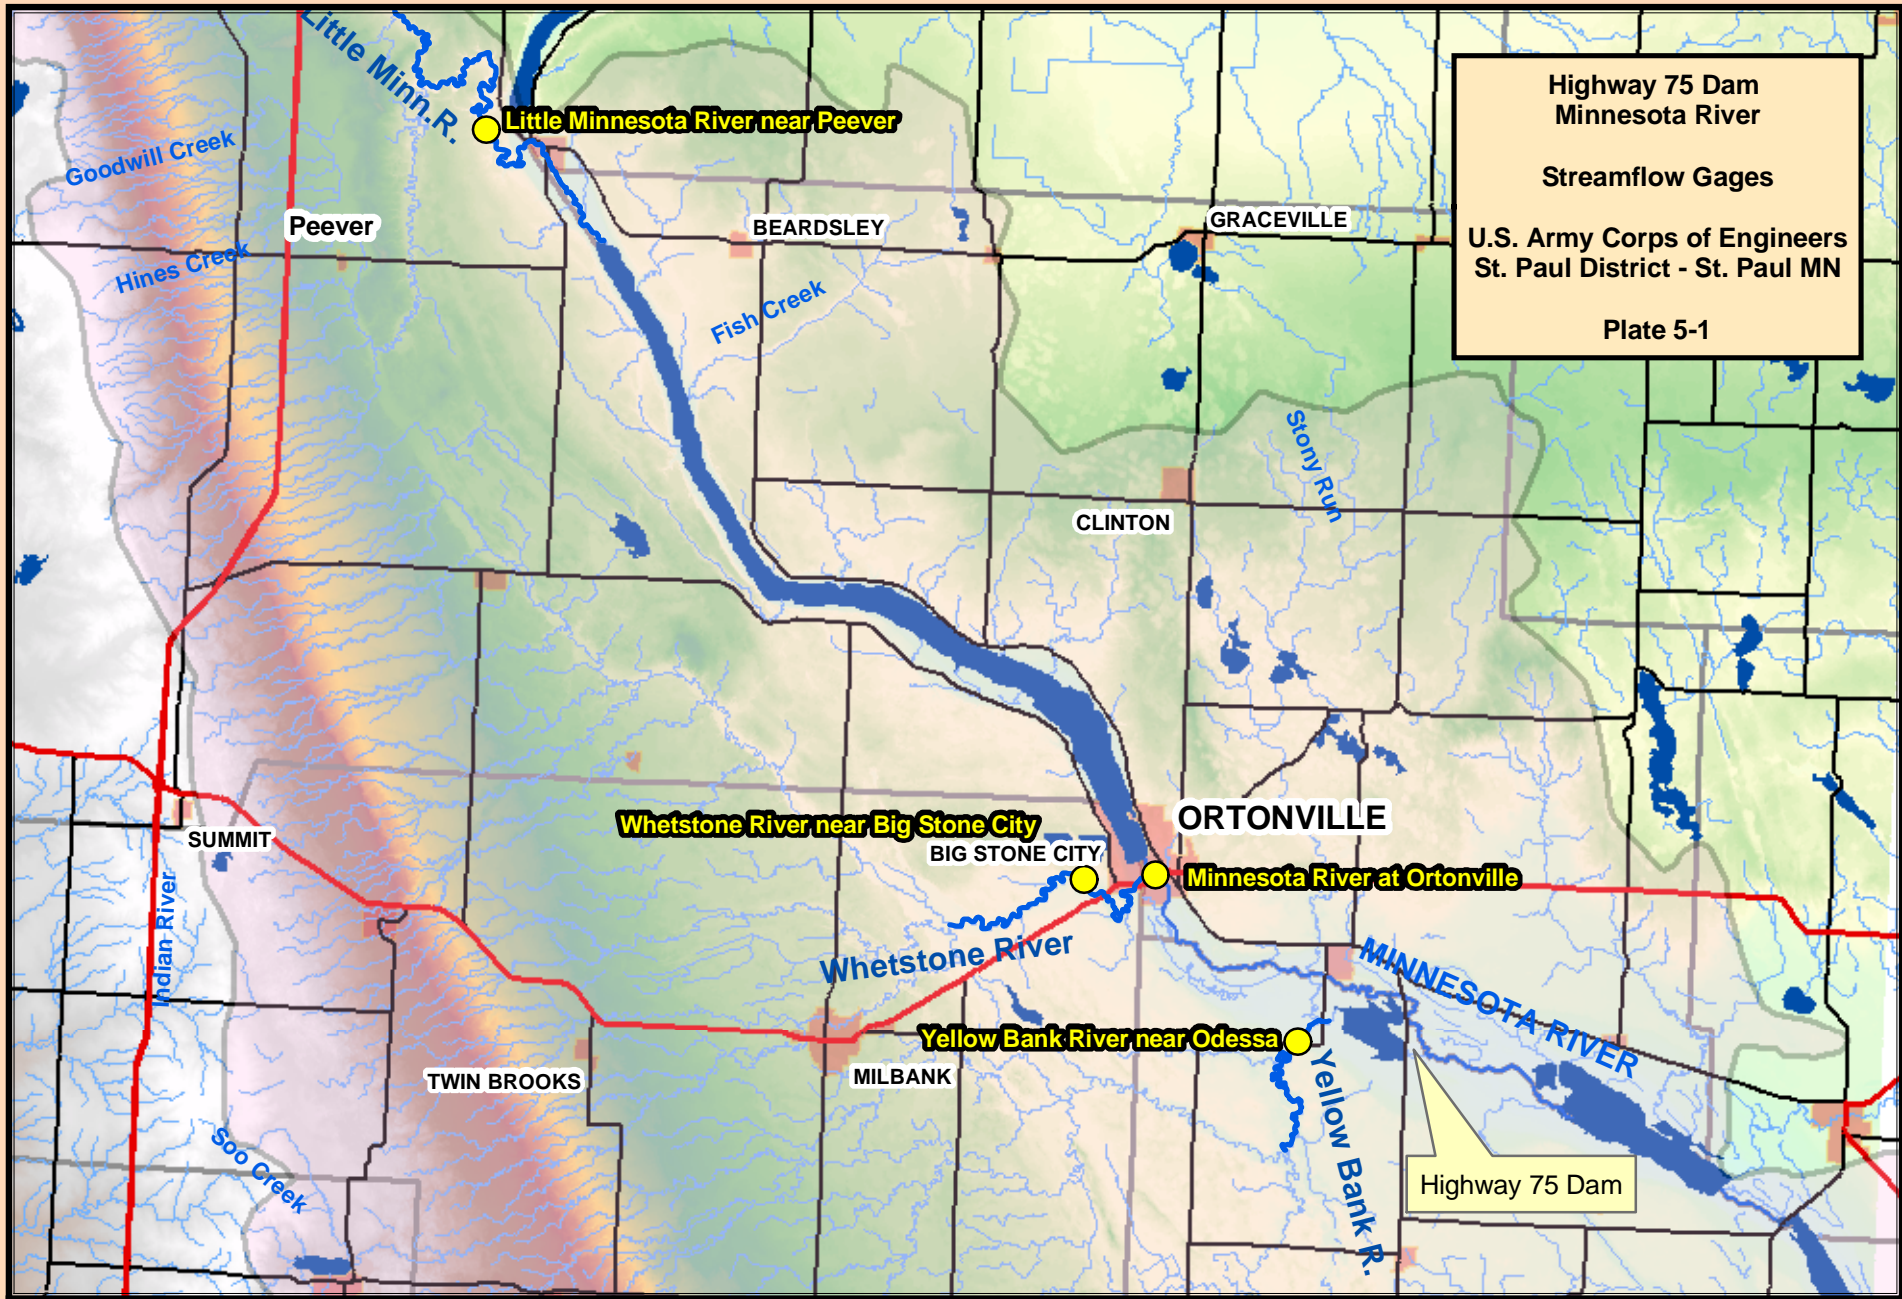 Little Minn.R.
Highway 75 Dam
Minnesota River
Streamflow Gages
U.S. Army Corps of Engineers
St. Paul District - St. Paul MN
Plate 5-1
Little Minnesota River near Peever
Goodwill Creek
Peever
BEARDSLEY
GRACEVILLE
Hines Creek
Fish Creek
Stony Run
CLINTON
ORTONVILLE
Whetstone River near Big Stone City
SUMMIT
BIG STONE CITY
Minnesota River at Ortonville
Indian River
Whetstone River
MINNESOTA RIVER
Yellow Bank River near Odessa
TWIN BROOKS
MILBANK
Yellow Bank R.
Soo Creek
Highway 75 Dam